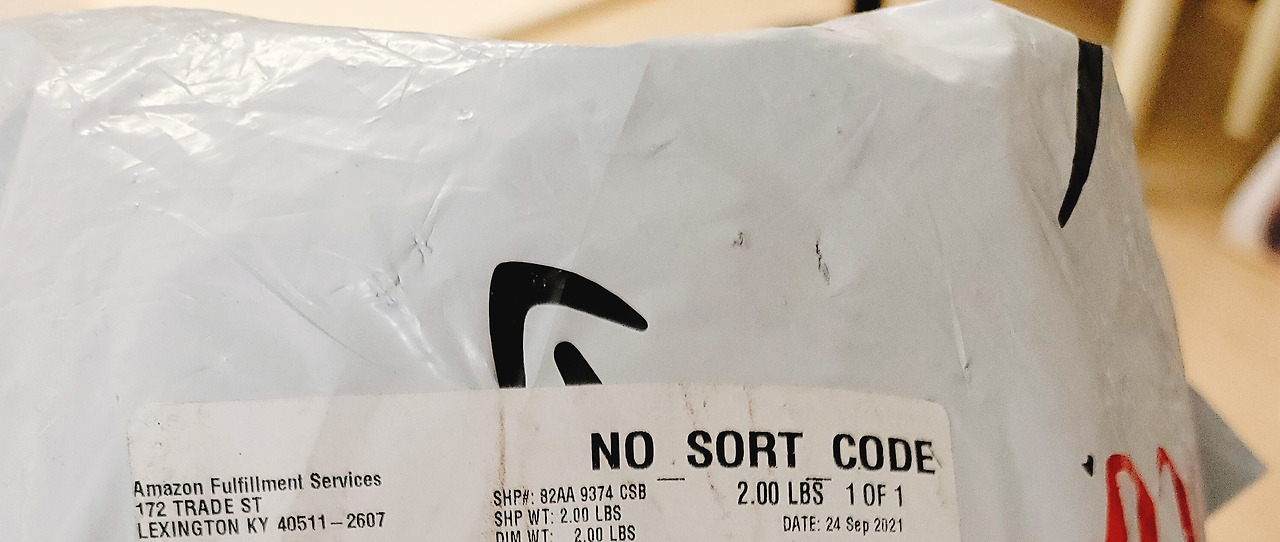 NO SORT CODE
Amazon Fulfillment Services
172 TRADE ST
LEXINGTON KY 40511-2607
SHP#: 82AA 9374 CSB
SHP WT: 2.00 LBS
DIM WT: 2.00 LBS
2.00 LBS 1 OF 1
DATE: 24 Sep 2021